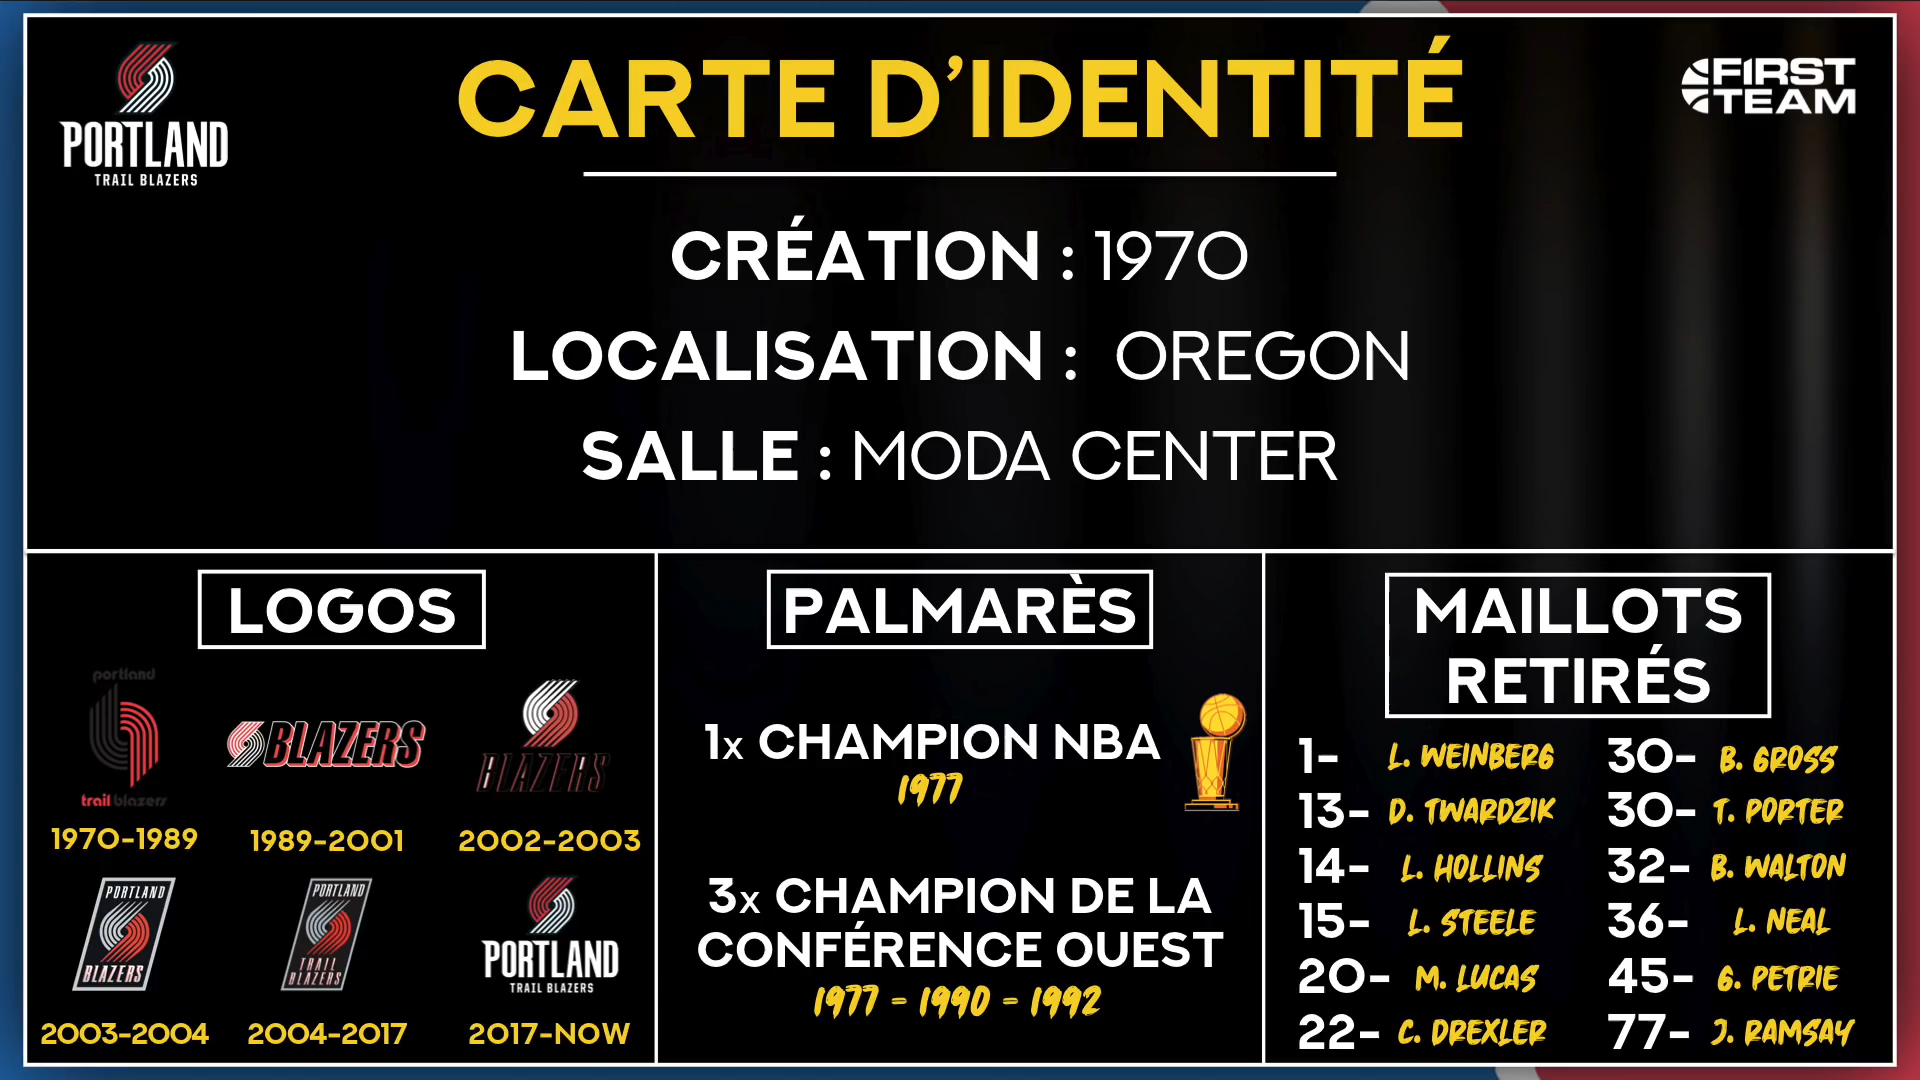 PORTLAND
TRAIL BLAZERS
CARTE D'IDENTITÉ
FIRST
TEAM
CRÉATION : 1970
LOCALISATION : OREGON
SALLE : MODA CENTER
LOGOS
portland
trail blazers
1970-1989
BLAZERS
1989-2001
BLAZERS
2002-2003
PORTLAND
BLAZERS
2003-2004
PORTLAND
TRAIL
BLAZERS
2004-2017
PORTLAND
TRAIL BLAZERS
2017-NOW
PALMARÈS
1x CHAMPION NBA
1977
3x CHAMPION DE LA
CONFÉRENCE OUEST
1977 - 1990 - 1992
MAILLOTS
RETIRÉS
1- L. WEINBERG
13- D. TWARDZIK
14- L. HOLLINS
15- L. STEELE
20- M. LUCAS
22- C. DREXLER
30- B. GROSS
30- T. PORTER
32- B. WALTON
36- L. NEAL
45- G. PETRIE
77- J. RAMSAY